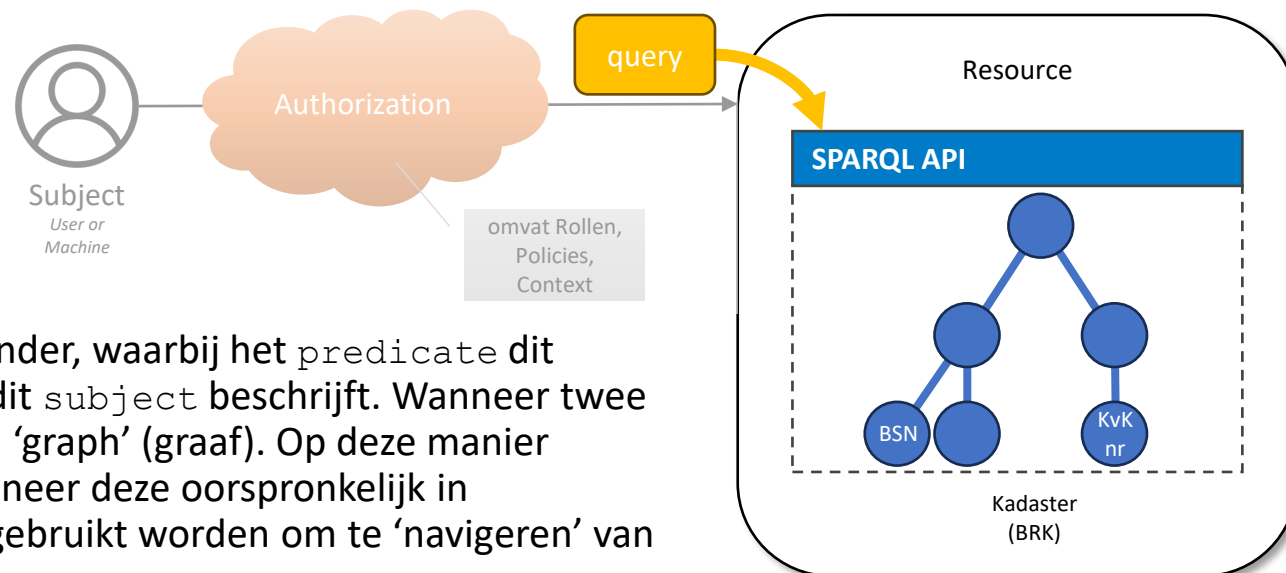 query
Resource
Authorization
SPARQL API
Subject
User or
Machine
omvat Rollen,
Policies,
Context
nder, waarbij het predicate dit
dit subject beschrijft. Wanneer twee
‘graph’ (graaf). Op deze manier
neer deze oorspronkelijk in
gebruikt worden om te ‘navigeren’ van
BSN
KvK
nr
Kadaster
(BRK)